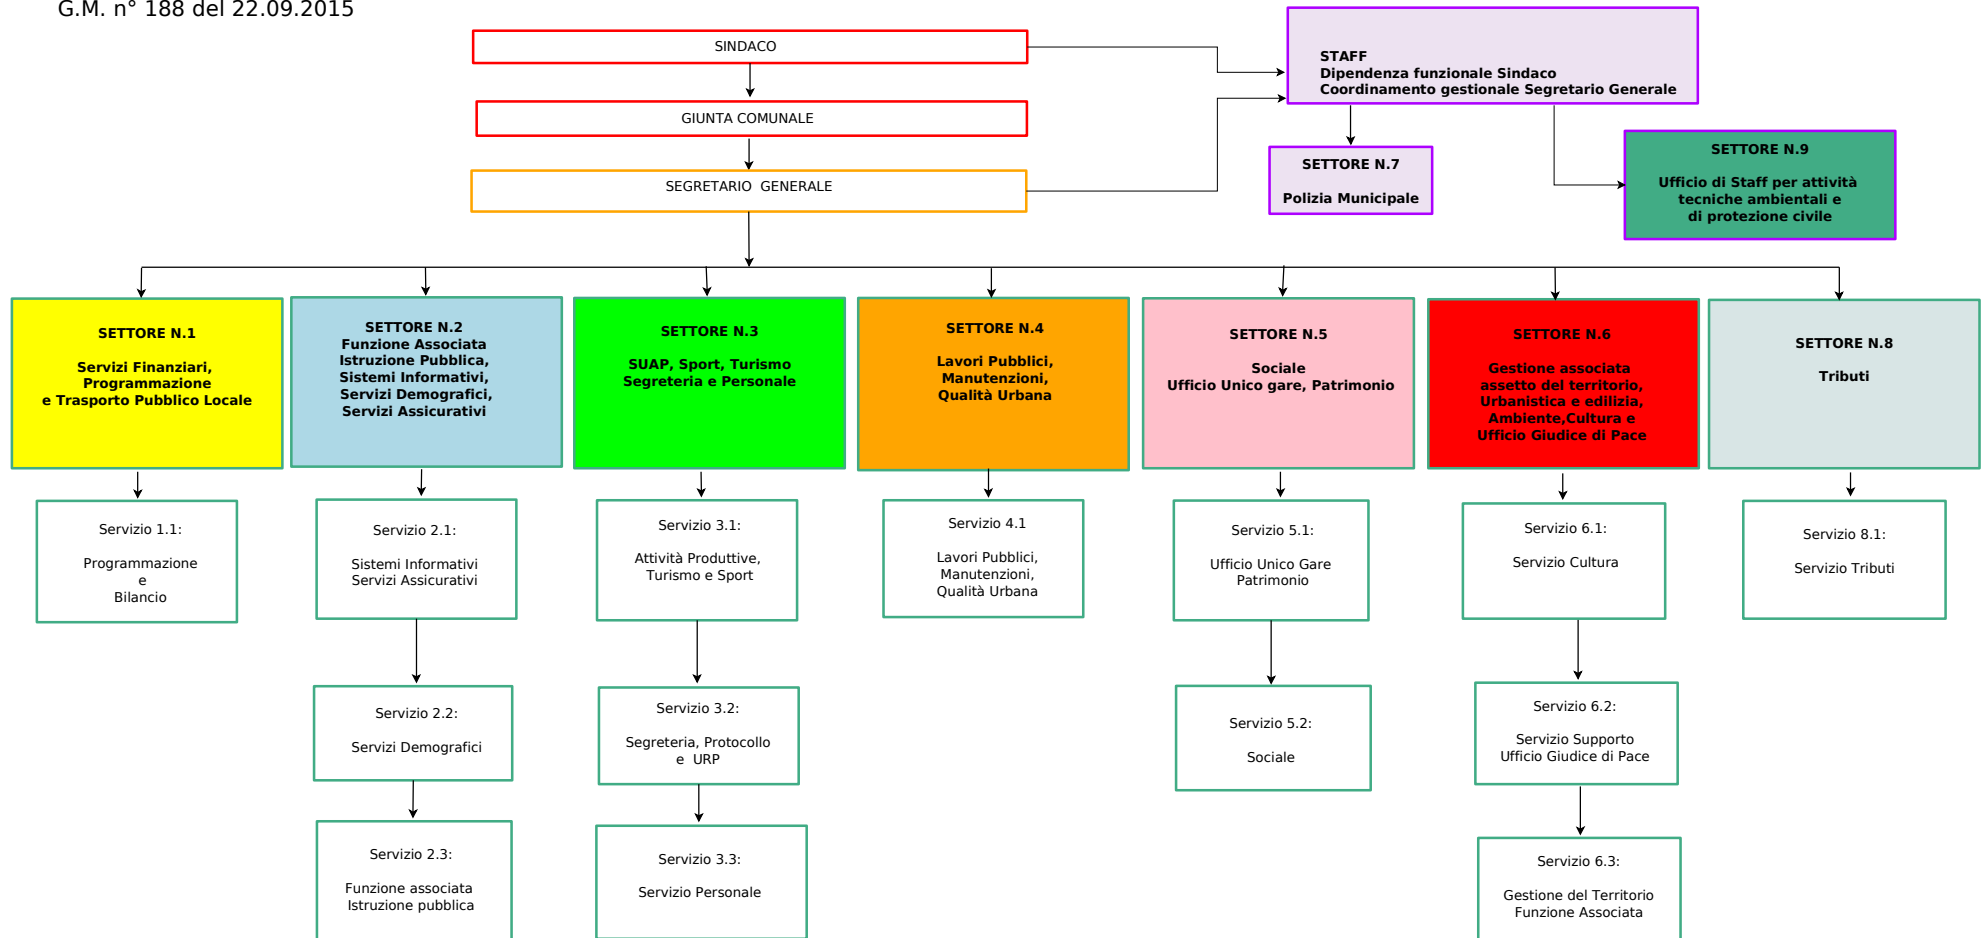 G.M. n° 188 del 22.09.2015
SINDACO
GIUNTA COMUNALE
SEGRETARIO GENERALE
STAFF
Dipendenza funzionale Sindaco
Coordinamento gestionale Segretario Generale
SETTORE N.7
Polizia Municipale
SETTORE N.9
Ufficio di Staff per attività
tecniche ambientali e
di protezione civile
SETTORE N.1
Servizi Finanziari,
Programmazione
e Trasporto Pubblico Locale
SETTORE N.2
Funzione Associata
Istruzione Pubblica,
Sistemi Informativi,
Servizi Demografici,
Servizi Assicurativi
SETTORE N.3
SUAP, Sport, Turismo
Segreteria e Personale
SETTORE N.4
Lavori Pubblici,
Manutenzioni,
Qualità Urbana
SETTORE N.5
Sociale
Ufficio Unico gare, Patrimonio
SETTORE N.6
Gestione associata
assetto del territorio,
Urbanistica e edilizia,
Ambiente,Cultura e
Ufficio Giudice di Pace
SETTORE N.8
Tributi
Servizio 1.1:
Programmazione
e
Bilancio
Servizio 2.1:
Sistemi Informativi
Servizi Assicurativi
Servizio 3.1:
Attività Produttive,
Turismo e Sport
Servizio 4.1
Lavori Pubblici,
Manutenzioni,
Qualità Urbana
Servizio 5.1:
Ufficio Unico Gare
Patrimonio
Servizio 6.1:
Servizio Cultura
Servizio 8.1:
Servizio Tributi
Servizio 2.2:
Servizi Demografici
Servizio 3.2:
Segreteria, Protocollo
e URP
Servizio 5.2:
Sociale
Servizio 6.2:
Servizio Supporto
Ufficio Giudice di Pace
Servizio 2.3:
Funzione associata
Istruzione pubblica
Servizio 3.3:
Servizio Personale
Servizio 6.3:
Gestione del Territorio
Funzione Associata